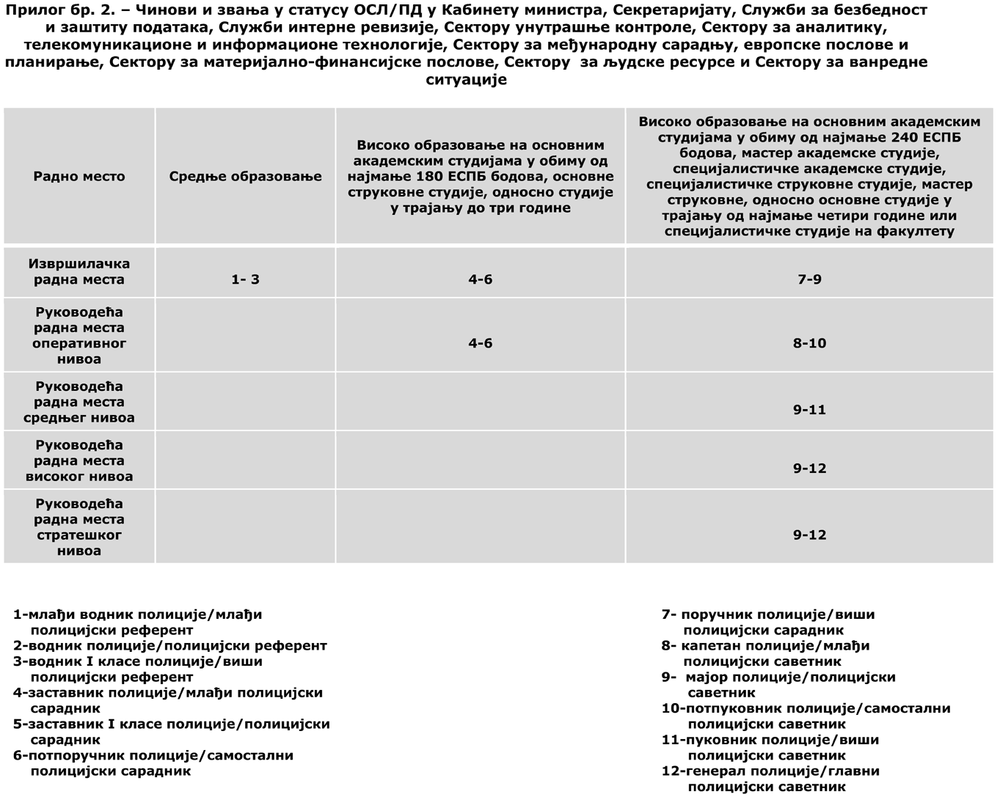 Прилог бр. 2. – Чинови и звања у статусу ОСЛ/ПД у Кабинету министра, Секретаријату, Служби за безбедност
и заштиту података, Служби интерне ревизије, Сектору унутрашње контроле, Сектору за аналитику,
телекомуникационе и информационе технологије, Сектору за међународну сарадњу, европске послове и
планирање, Сектору за материјално-финансијске послове, Сектору  за људске ресурсе и Сектору за ванредне
ситуације
Радно место
Средње образовање
Високо образовање на основним
академским студијама у обиму од
најмање 180 ЕСПБ бодова, основне
струковне студије, односно студије
у трајању до три године
Високо образовање на основним академским
студијама у обиму од најмање 240 ЕСПБ
бодова, мастер академске студије,
специјалистичке академске студије,
специјалистичке струковне студије, мастер
струковне, односно основне студије у
трајању од најмање четири године или
специјалистичке студије на факултету
Извршилачка
радна места
1- 3
4-6
7-9
Руководећа
радна места
оперативног
нивоа
4-6
8-10
Руководећа
радна места
средњег нивоа
9-11
Руководећа
радна места
високог нивоа
9-12
Руководећа
радна места
стратешког
нивоа
9-12
1-млађи водник полиције/млађи
полицијски референт
2-водник полиције/полицијски референт
3-водник I класе полиције/виши
полицијски референт
4-заставник полиције/млађи полицијски
сарадник
5-заставник I класе полиције/полицијски
сарадник
6-потпоручник полиције/самостални
полицијски сарадник
7- поручник полиције/виши
полицијски сарадник
8- капетан полиције/млађи
полицијски саветник
9-  мајор полиције/полицијски
саветник
10-потпуковник полиције/самостални
полицијски саветник
11-пуковник полиције/виши
полицијски саветник
12-генерал полиције/главни
полицијски саветник